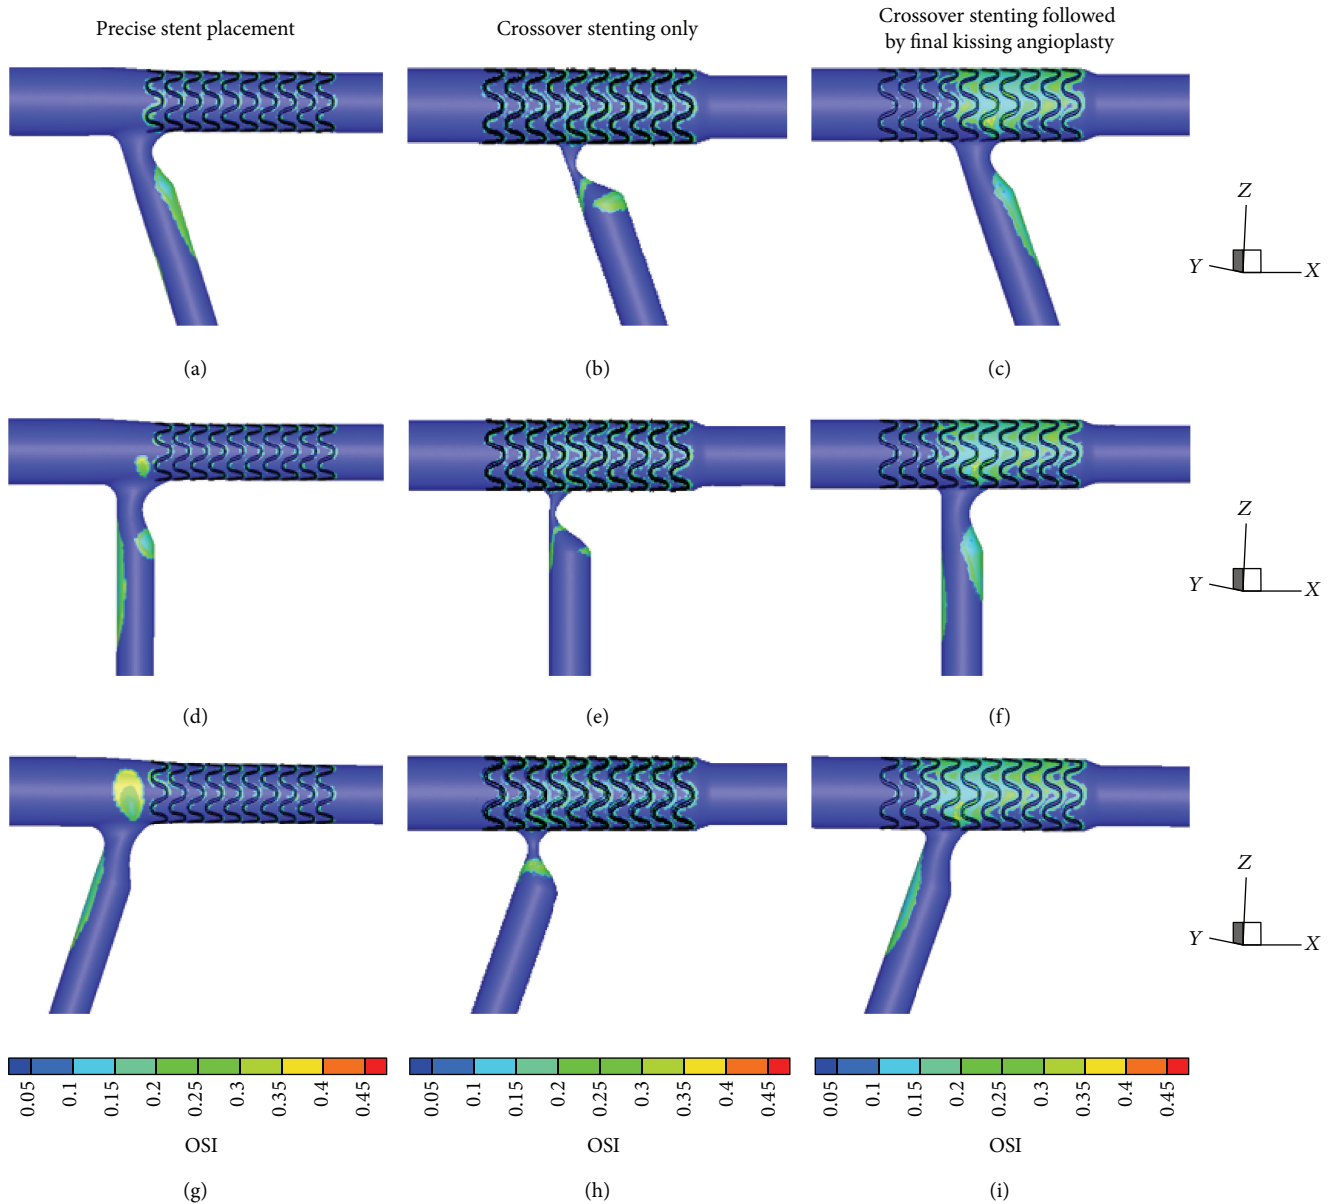 Precise stent placement
Crossover stenting only
Crossover stenting followed
by final kissing angioplasty
Z
Y
X
(a)
(b)
(c)
Z
Y
X
(d)
(e)
(f)
Z
Y
X
0.05 0.1 0.15 0.2 0.25 0.3 0.35 0.4 0.45
0.05 0.1 0.15 0.2 0.25 0.3 0.35 0.4 0.45
0.05 0.1 0.15 0.2 0.25 0.3 0.35 0.4 0.45
OSI
OSI
OSI
(g)
(h)
(i)